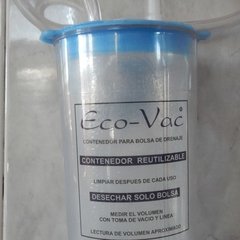 Eco-Vac®
CONTENEDOR PARA BOLSA DE DRENAJE
CONTENEDOR REUTILIZABLE
LIMPIAR DESPUES DE CADA USO
DESECHAR SOLO BOLSA
MEDIR EL VOLUMEN
CON TOMA DE VACIO Y LINEA
LECTURA DE VOLUMEN APROXIMADO